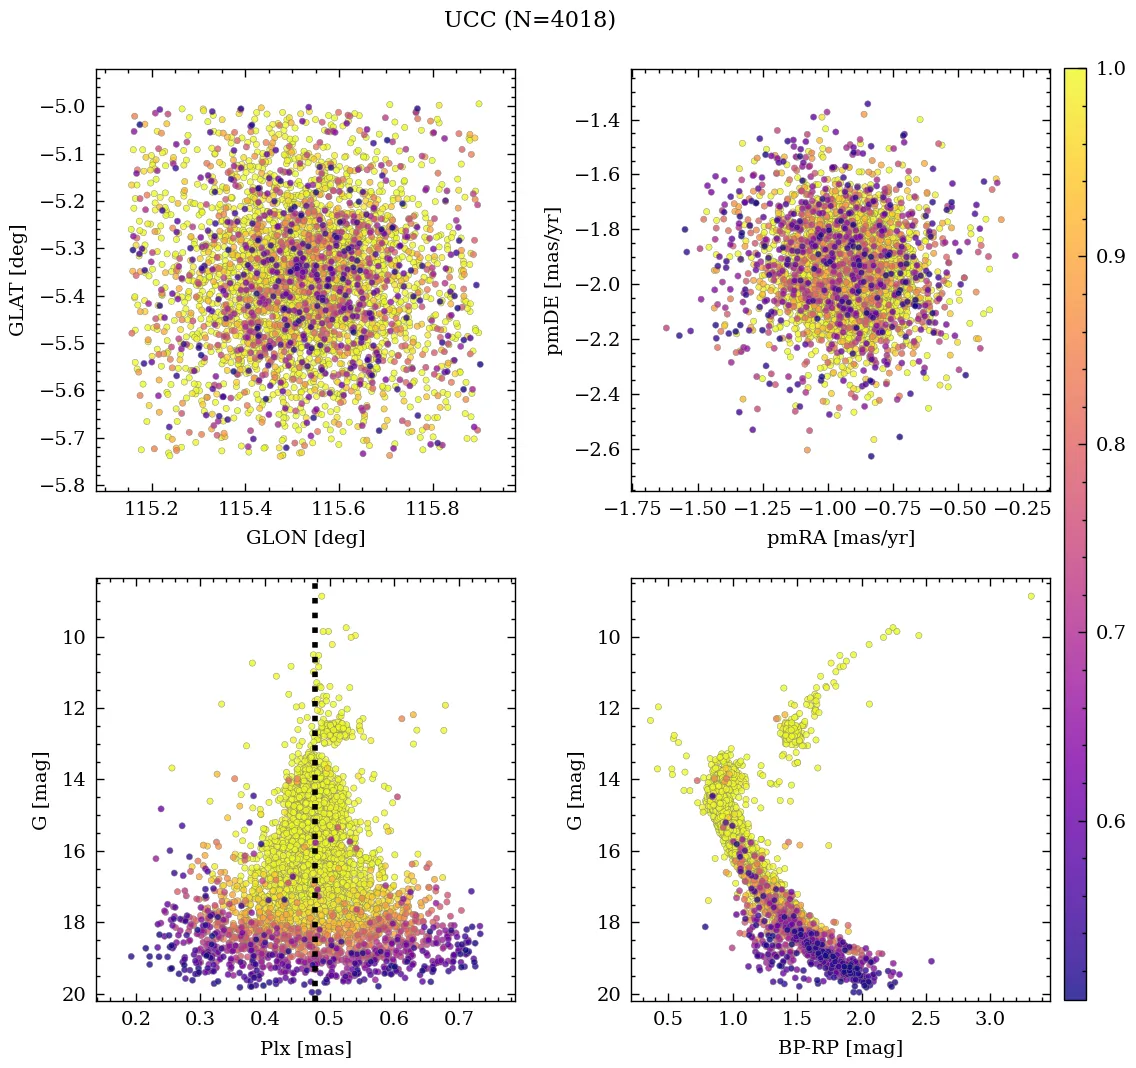 UCC (N=4018)
−5.0
−5.1
−5.2
−5.3
−5.4
−5.5
−5.6
−5.7
−5.8
GLAT [deg]
115.2 115.4 115.6 115.8
GLON [deg]
−1.4
−1.6
−1.8
−2.0
−2.2
−2.4
−2.6
pmDE [mas/yr]
−1.75 −1.50 −1.25 −1.00 −0.75 −0.50 −0.25
pmRA [mas/yr]
10
12
14
16
18
20
G [mag]
0.2 0.3 0.4 0.5 0.6 0.7
Plx [mas]
10
12
14
16
18
20
G [mag]
0.5 1.0 1.5 2.0 2.5 3.0
BP-RP [mag]
1.0
0.9
0.8
0.7
0.6